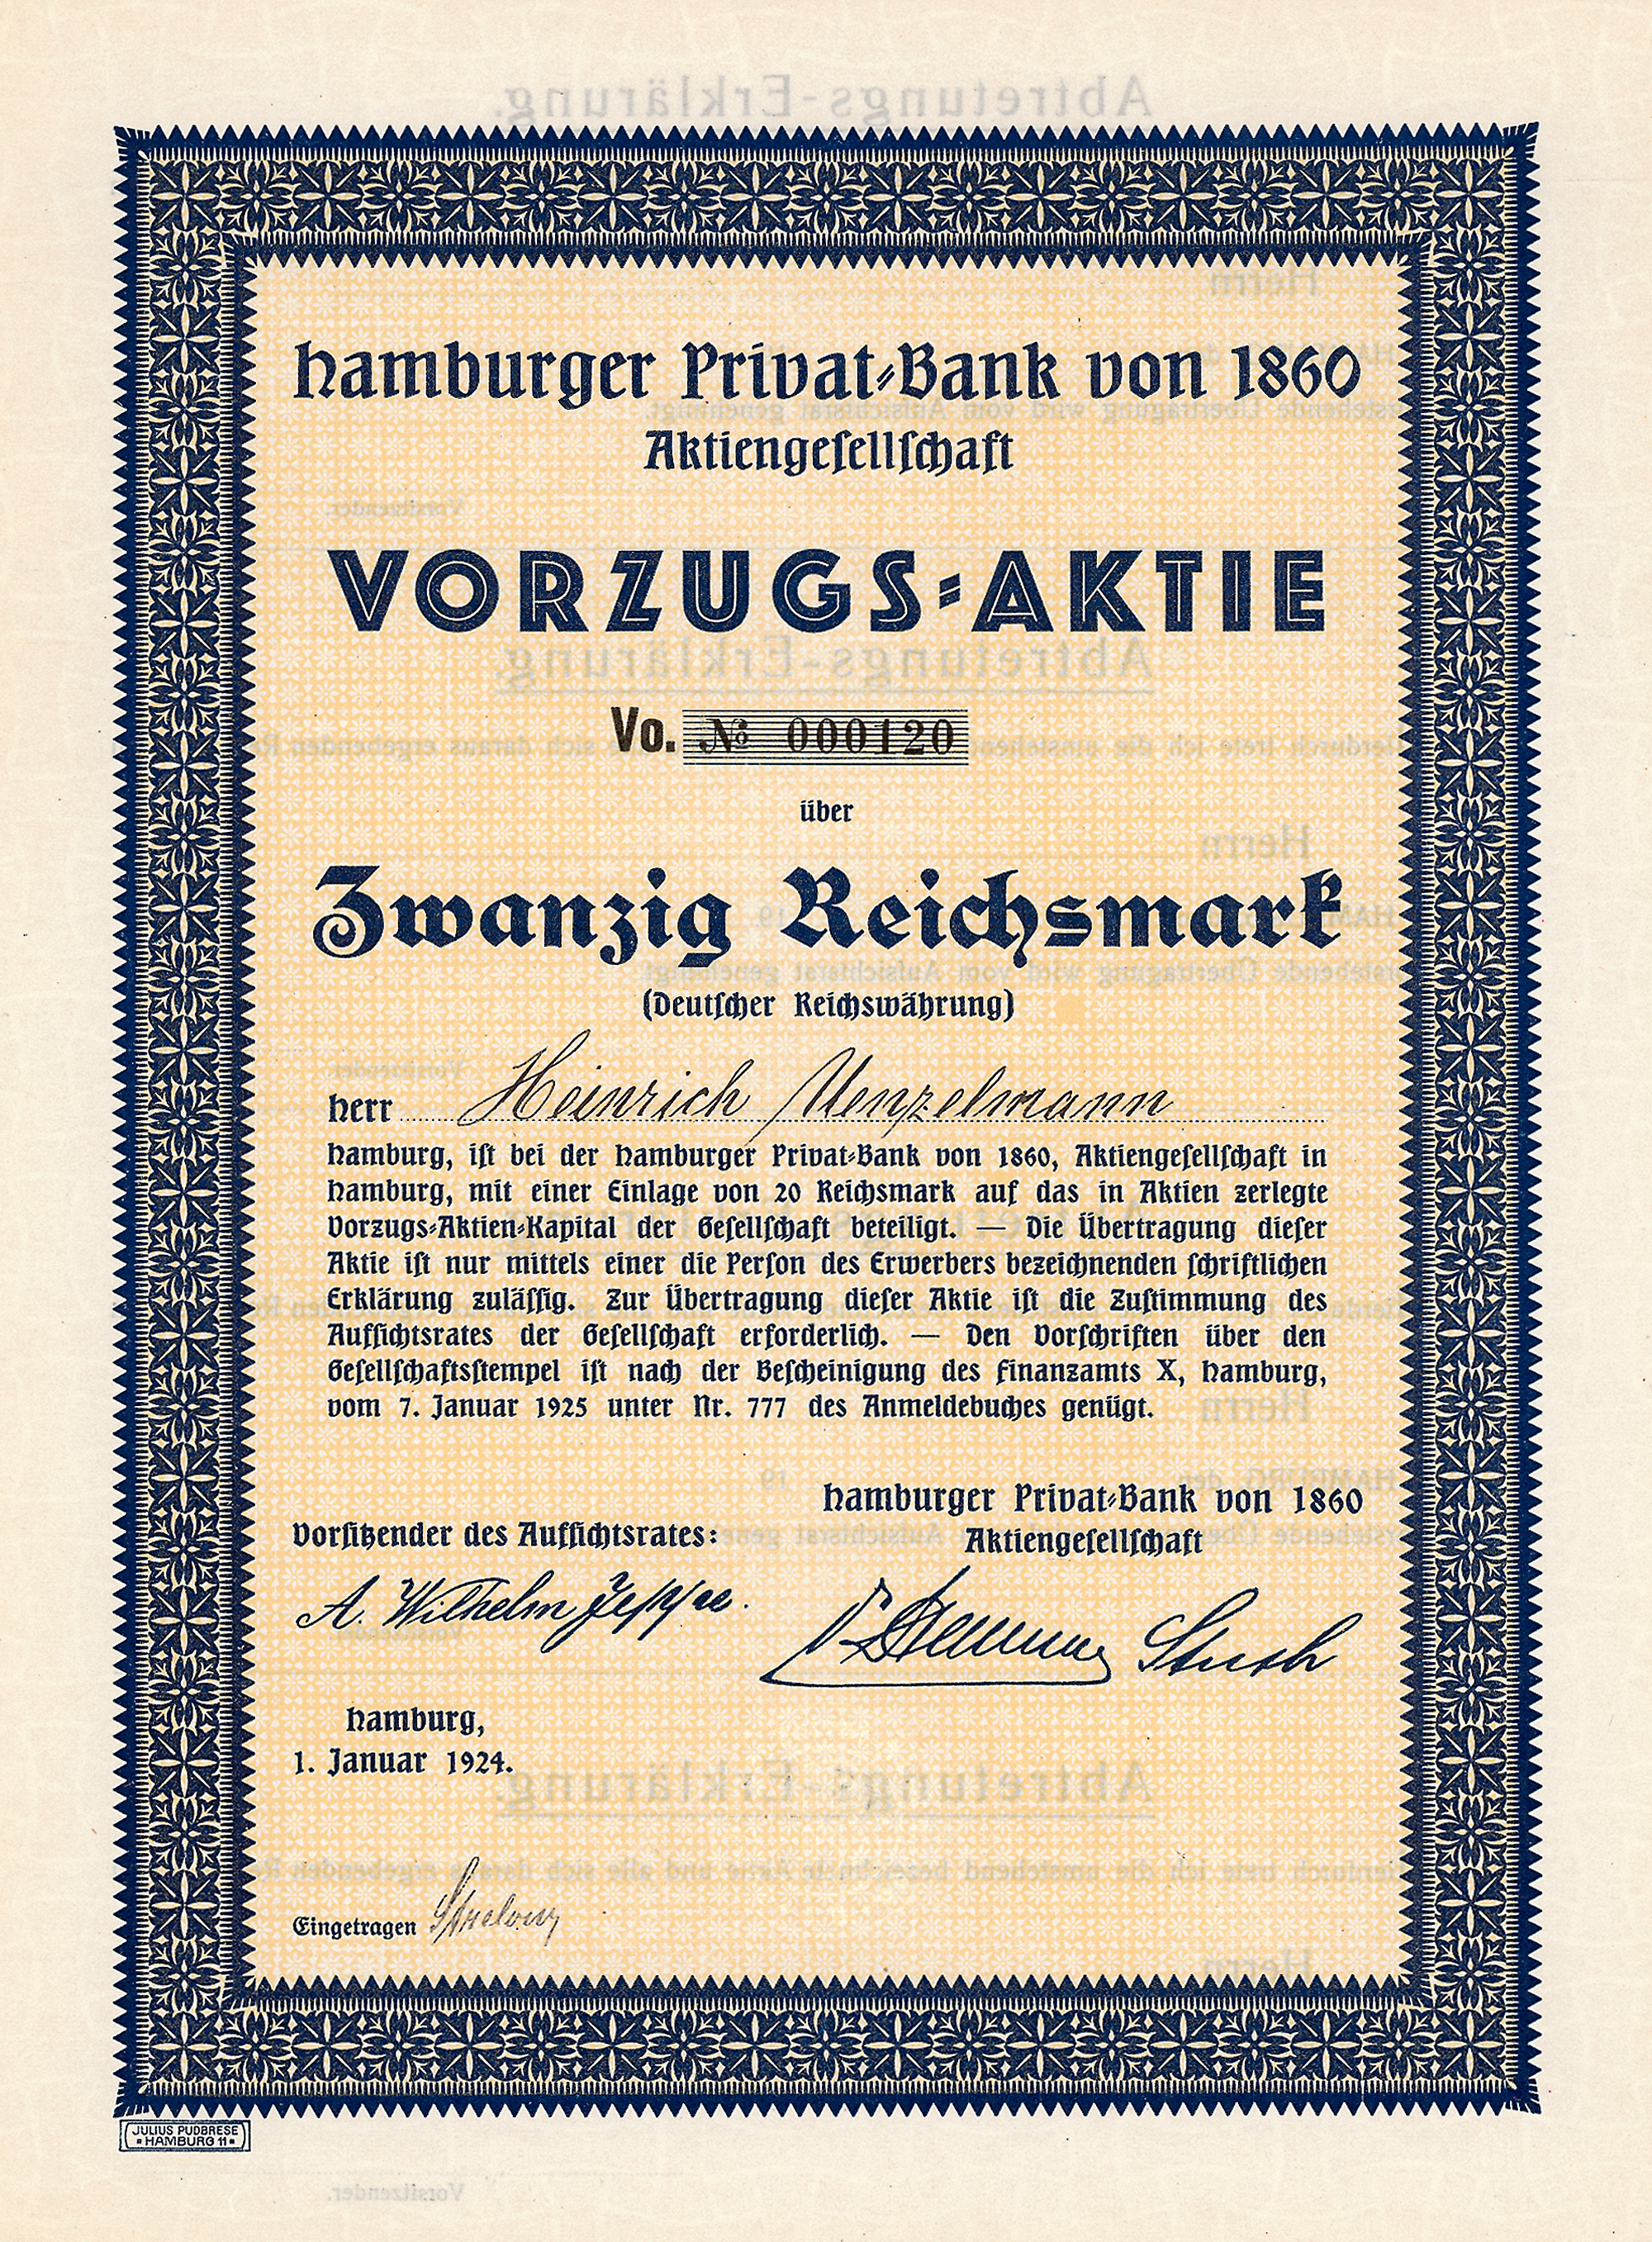 Hamburger Privat-Bank von 1860
Aktiengesellschaft
VORZUGS-AKTIE
Vo. № 000120
über
Zwanzig Reichsmark
(Deutscher Reichswährung)
Herr Heinrich Menzelmann
Hamburg, ist bei der Hamburger Privat-Bank von 1860, Aktiengesellschaft in
Hamburg, mit einer Einlage von 20 Reichsmark auf das in Aktien zerlegte
Vorzugs-Aktien-Kapital der Gesellschaft beteiligt. — Die Übertragung dieser
Aktie ist nur mittels einer die Person des Erwerbers bezeichnenden schriftlichen
Erklärung zulässig. Zur Übertragung dieser Aktie ist die Zustimmung des
Aufsichtsrates der Gesellschaft erforderlich. — Den Vorschriften über den
Gesellschaftsstempel ist nach der Bescheinigung des Finanzamts X, Hamburg,
vom 7. Januar 1925 unter Nr. 777 des Anmeldebuches genügt.
Hamburger Privat-Bank von 1860
Aktiengesellschaft
Vorsitzender des Aufsichtsrates:
A. Wilhelm Jeppe.
Hamburg,
1. Januar 1924.
Eingetragen
JULIUS PUDBRESE
HAMBURG 11